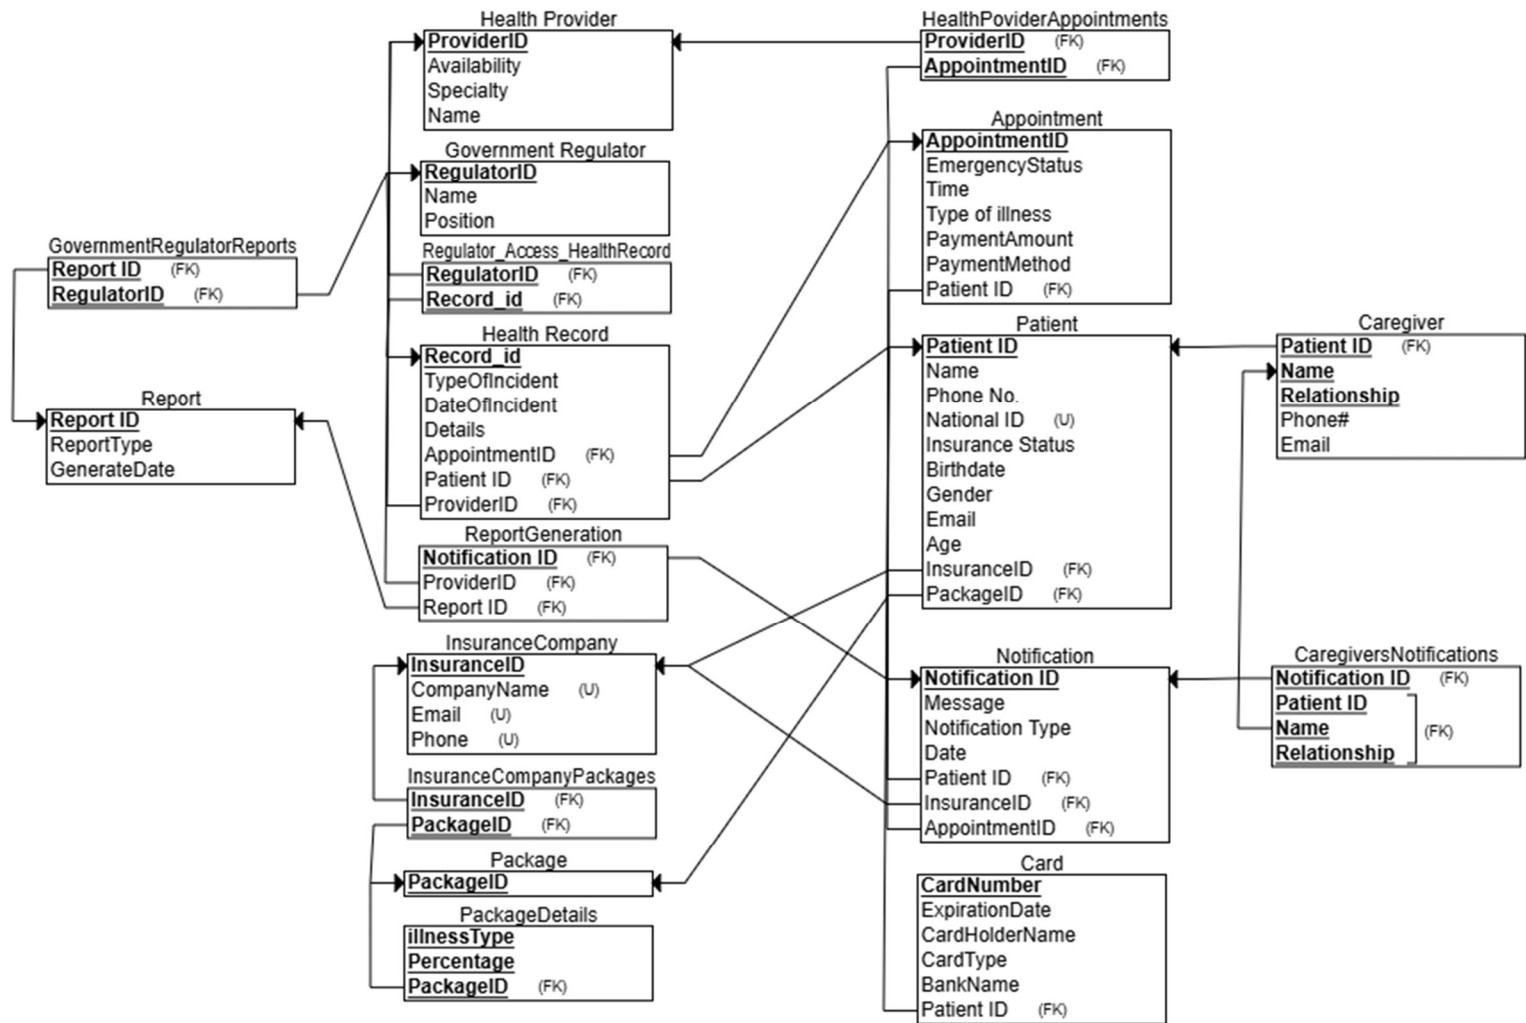 Health Provider
ProviderID
Availability
Specialty
Name
Government Regulator
RegulatorID
Name
Position
Regulator_Access_HealthRecord
RegulatorID (FK)
Record_id (FK)
GovernmentRegulatorReports
Report ID (FK)
RegulatorID (FK)
Report
Report ID
ReportType
GenerateDate
Health Record
Record_id
TypeOfIncident
DateOfIncident
Details
AppointmentID (FK)
Patient ID (FK)
ProviderID (FK)
ReportGeneration
Notification ID (FK)
ProviderID (FK)
Report ID (FK)
InsuranceCompany
InsuranceID
CompanyName (U)
Email (U)
Phone (U)
InsuranceCompanyPackages
InsuranceID (FK)
PackageID (FK)
Package
PackageID
PackageDetails
illnessType
Percentage
PackageID (FK)
HealthPoviderAppointments
ProviderID (FK)
AppointmentID (FK)
Appointment
AppointmentID
EmergencyStatus
Time
Type of illness
PaymentAmount
PaymentMethod
Patient ID (FK)
Patient
Patient ID
Name
Phone No.
National ID (U)
Insurance Status
Birthdate
Gender
Email
Age
InsuranceID (FK)
PackageID (FK)
Notification
Notification ID
Message
Notification Type
Date
Patient ID (FK)
InsuranceID (FK)
AppointmentID (FK)
Card
CardNumber
ExpirationDate
CardHolderName
CardType
BankName
Patient ID (FK)
Caregiver
Patient ID (FK)
Name
Relationship
Phone#
Email
CaregiversNotifications
Notification ID (FK)
Patient ID
Name (FK)
Relationship